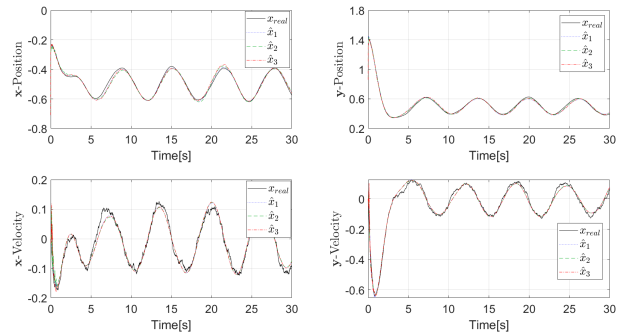 x-Position
0
-0.2
-0.4
-0.6
-0.8
0 5 10 15 20 25 30
Time[s]
x_real
x̂_1
x̂_2
x̂_3
y-Position
1.8
1.4
1
0.6
0.2
0 5 10 15 20 25 30
Time[s]
x_real
x̂_1
x̂_2
x̂_3
x-Velocity
0.2
0.1
0
-0.1
-0.2
0 5 10 15 20 25 30
Time[s]
x_real
x̂_1
x̂_2
x̂_3
y-Velocity
0
-0.2
-0.4
-0.6
0 5 10 15 20 25 30
Time[s]
x_real
x̂_1
x̂_2
x̂_3